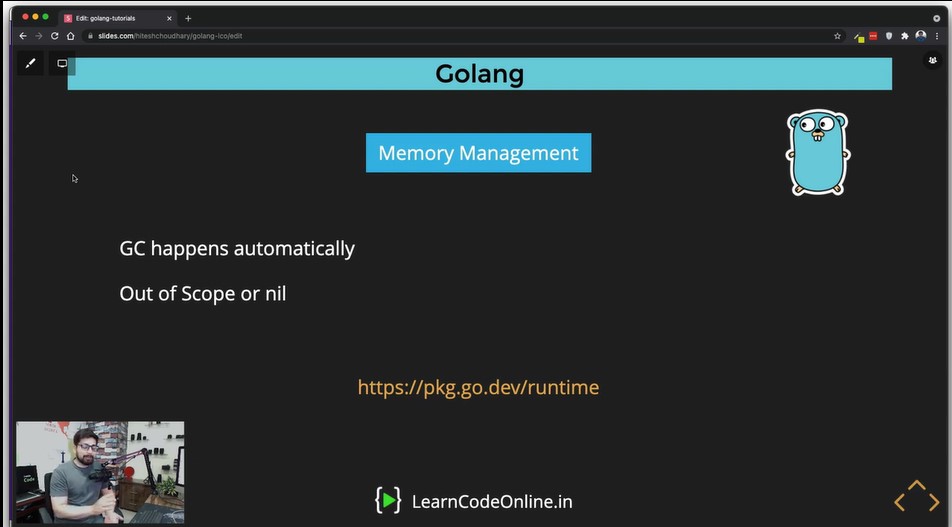 Edit: golang-tutorials
slides.com/hiteshchoudhary/golang-lco/edit
Golang
Memory Management
GC happens automatically
Out of Scope or nil
https://pkg.go.dev/runtime
LearnCodeOnline.in